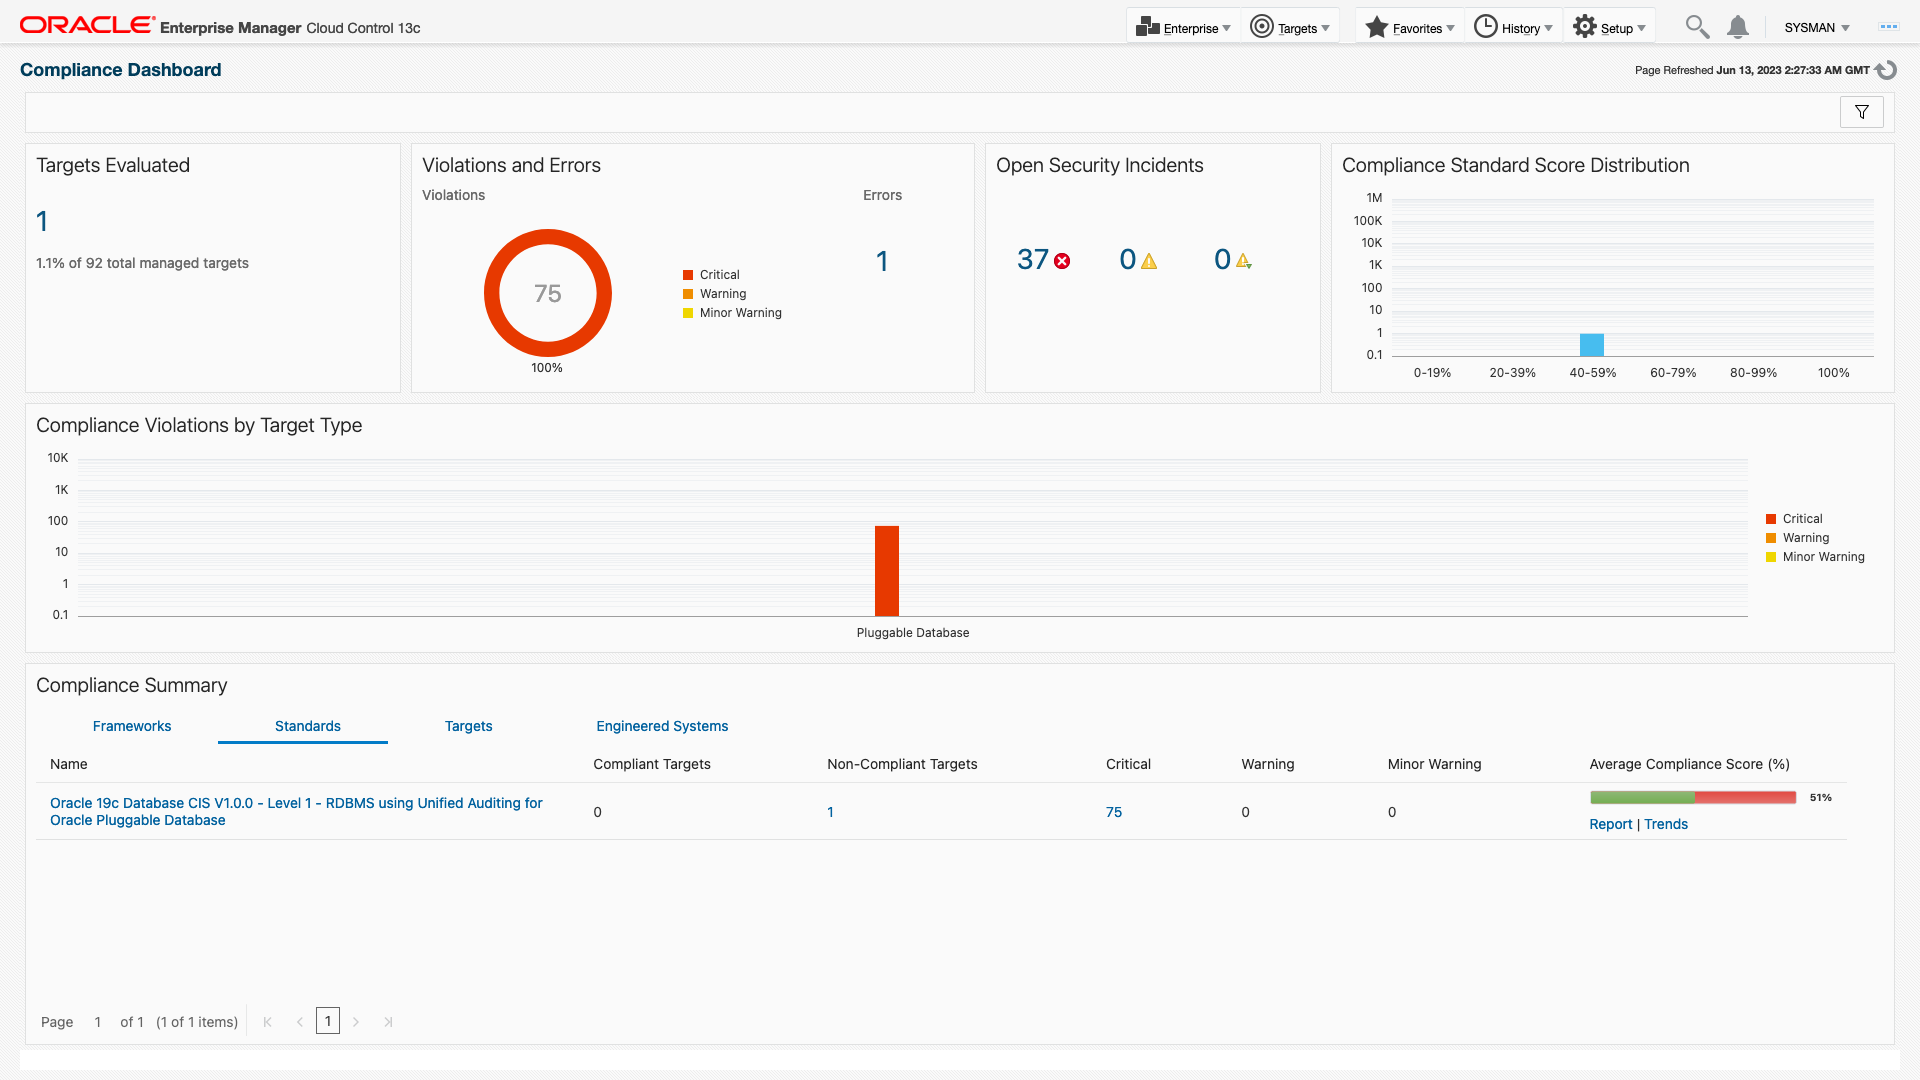 ORACLE Enterprise Manager Cloud Control 13c
Enterprise
Targets
Favorites
History
Setup
SYSMAN
Compliance Dashboard
Page Refreshed Jun 13, 2023 2:27:33 AM GMT
Targets Evaluated
1
1.1% of 92 total managed targets
Violations and Errors
Violations
Errors
75
100%
Critical
Warning
Minor Warning
1
Open Security Incidents
37
0
0
Compliance Standard Score Distribution
1M
100K
10K
1K
100
10
1
0.1
0-19%
20-39%
40-59%
60-79%
80-99%
100%
Compliance Violations by Target Type
10K
1K
100
10
1
0.1
Pluggable Database
Critical
Warning
Minor Warning
Compliance Summary
Frameworks
Standards
Targets
Engineered Systems
Name
Compliant Targets
Non-Compliant Targets
Critical
Warning
Minor Warning
Average Compliance Score (%)
Oracle 19c Database CIS V1.0.0 - Level 1 - RDBMS using Unified Auditing for
Oracle Pluggable Database
0
1
75
0
0
51%
Report | Trends
Page 1 of 1 (1 of 1 items)
1